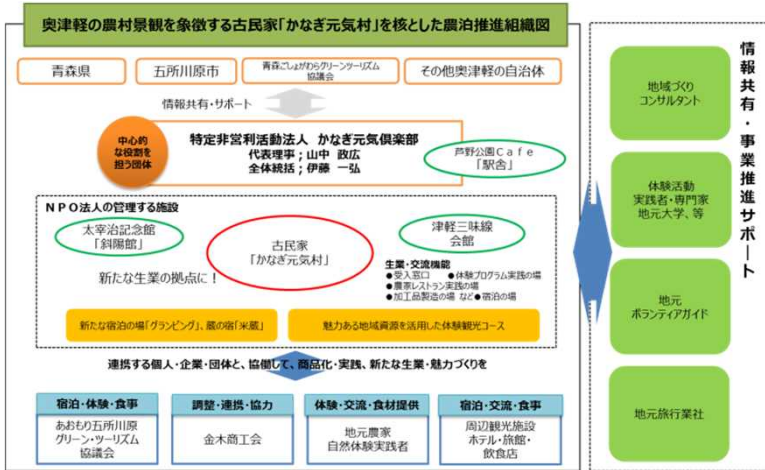 奥津軽の農村景観を象徴する古民家「かなぎ元気村」を核とした農泊推進組織図
青森県
五所川原市
青森ごしょがわらグリーンツーリズム
協議会
その他奥津軽の自治体
情報共有・サポート
中心的
な役割を
担う団体
特定非営利活動法人 かなぎ元気倶楽部
代表理事;山中 政広
全体統括;伊藤 一弘
芦野公園Cafe
「駅舎」
NPO法人の管理する施設
太宰治記念館
「斜陽館」
古民家
「かなぎ元気村」
津軽三味線
会館
新たな生業の拠点に!
生業・交流機能
●受入窓口 ●体験プログラム実践の場
●農家レストラン実践の場
●加工品製造の場 など●宿泊の場
新たな宿泊の場「グランピング」、蔵の宿「米蔵」
魅力ある地域資源を活用した体験観光コース
連携する個人・企業・団体と、協働して、商品化・実践、新たな生業・魅力づくりを
宿泊・体験・食事
あおもり五所川原
グリーン・ツーリズム
協議会
調整・連携・協力
金木商工会
体験・交流・食材提供
地元農家
自然体験実践者
宿泊・交流・食事
周辺観光施設
ホテル・旅館・
飲食店
地域づくり
コンサルタント
体験活動
実践者・専門家
地元大学、等
地元
ボランティアガイド
地元旅行業社
情報共有・事業推進サポート